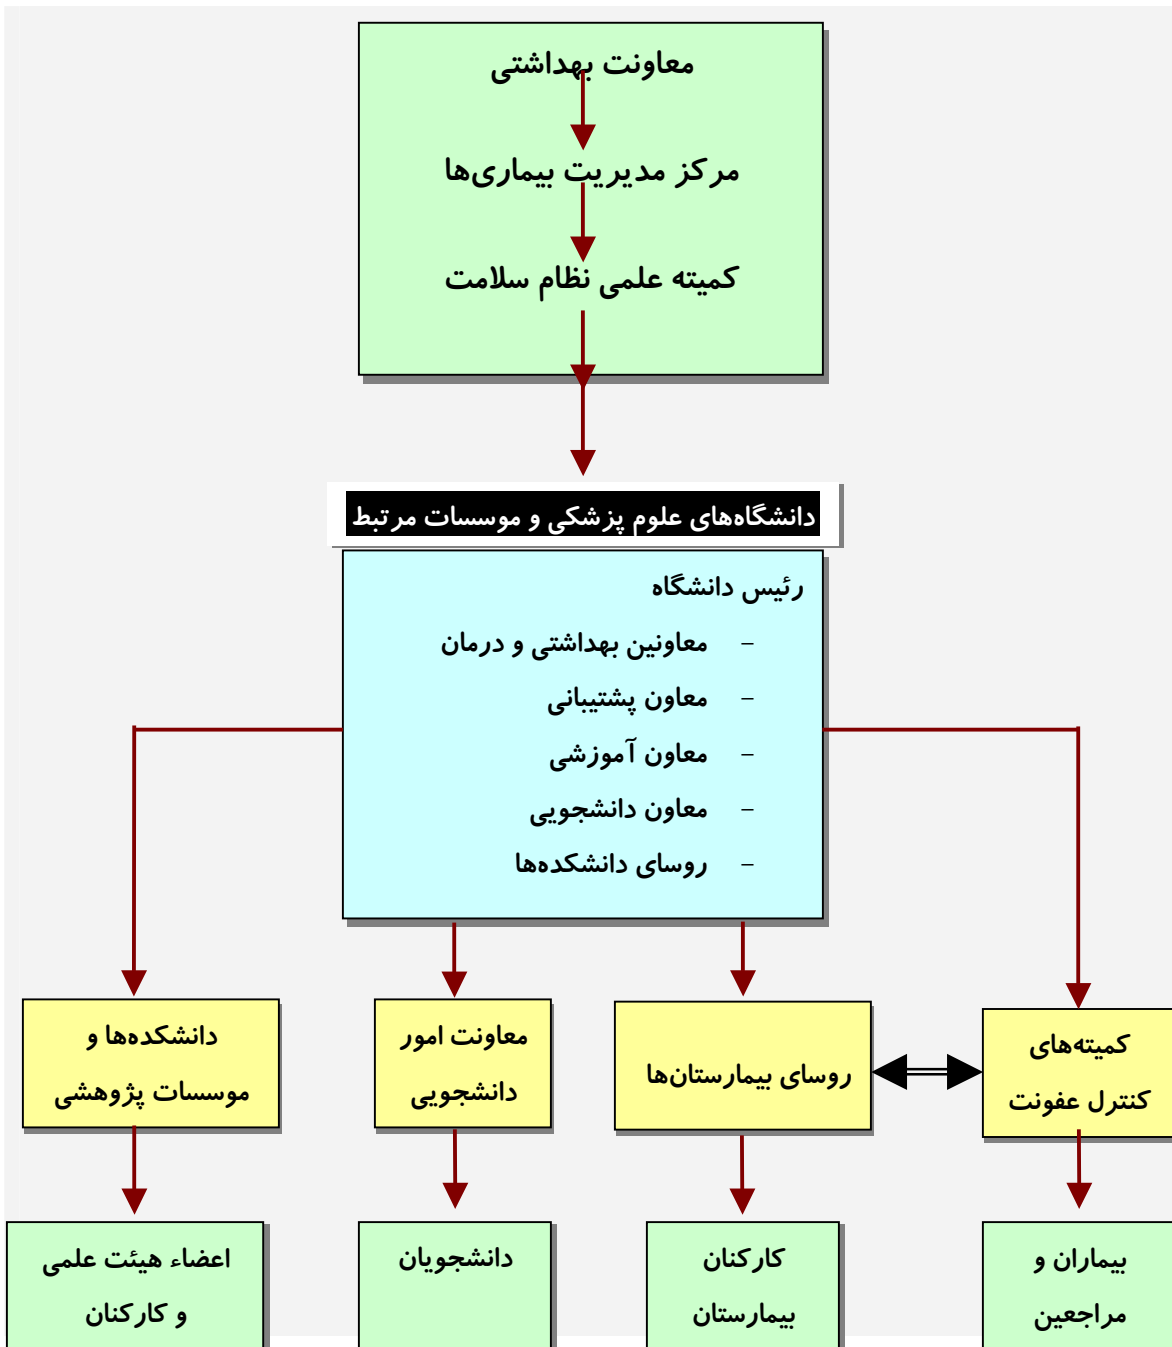 معاونت بهداشتی
مرکز مدیریت بیماری‌ها
کمیته علمی نظام سلامت
دانشگاه‌های علوم پزشکی و موسسات مرتبط
رئیس دانشگاه
- معاونین بهداشتی و درمان
- معاون پشتیبانی
- معاون آموزشی
- معاون دانشجویی
- روسای دانشکده‌ها
کمیته‌های
کنترل عفونت
روسای بیمارستان‌ها
معاونت امور
دانشجویی
دانشکده‌ها و
موسسات پژوهشی
بیماران و
مراجعین
کارکنان
بیمارستان
دانشجویان
اعضاء هیئت علمی
و کارکنان